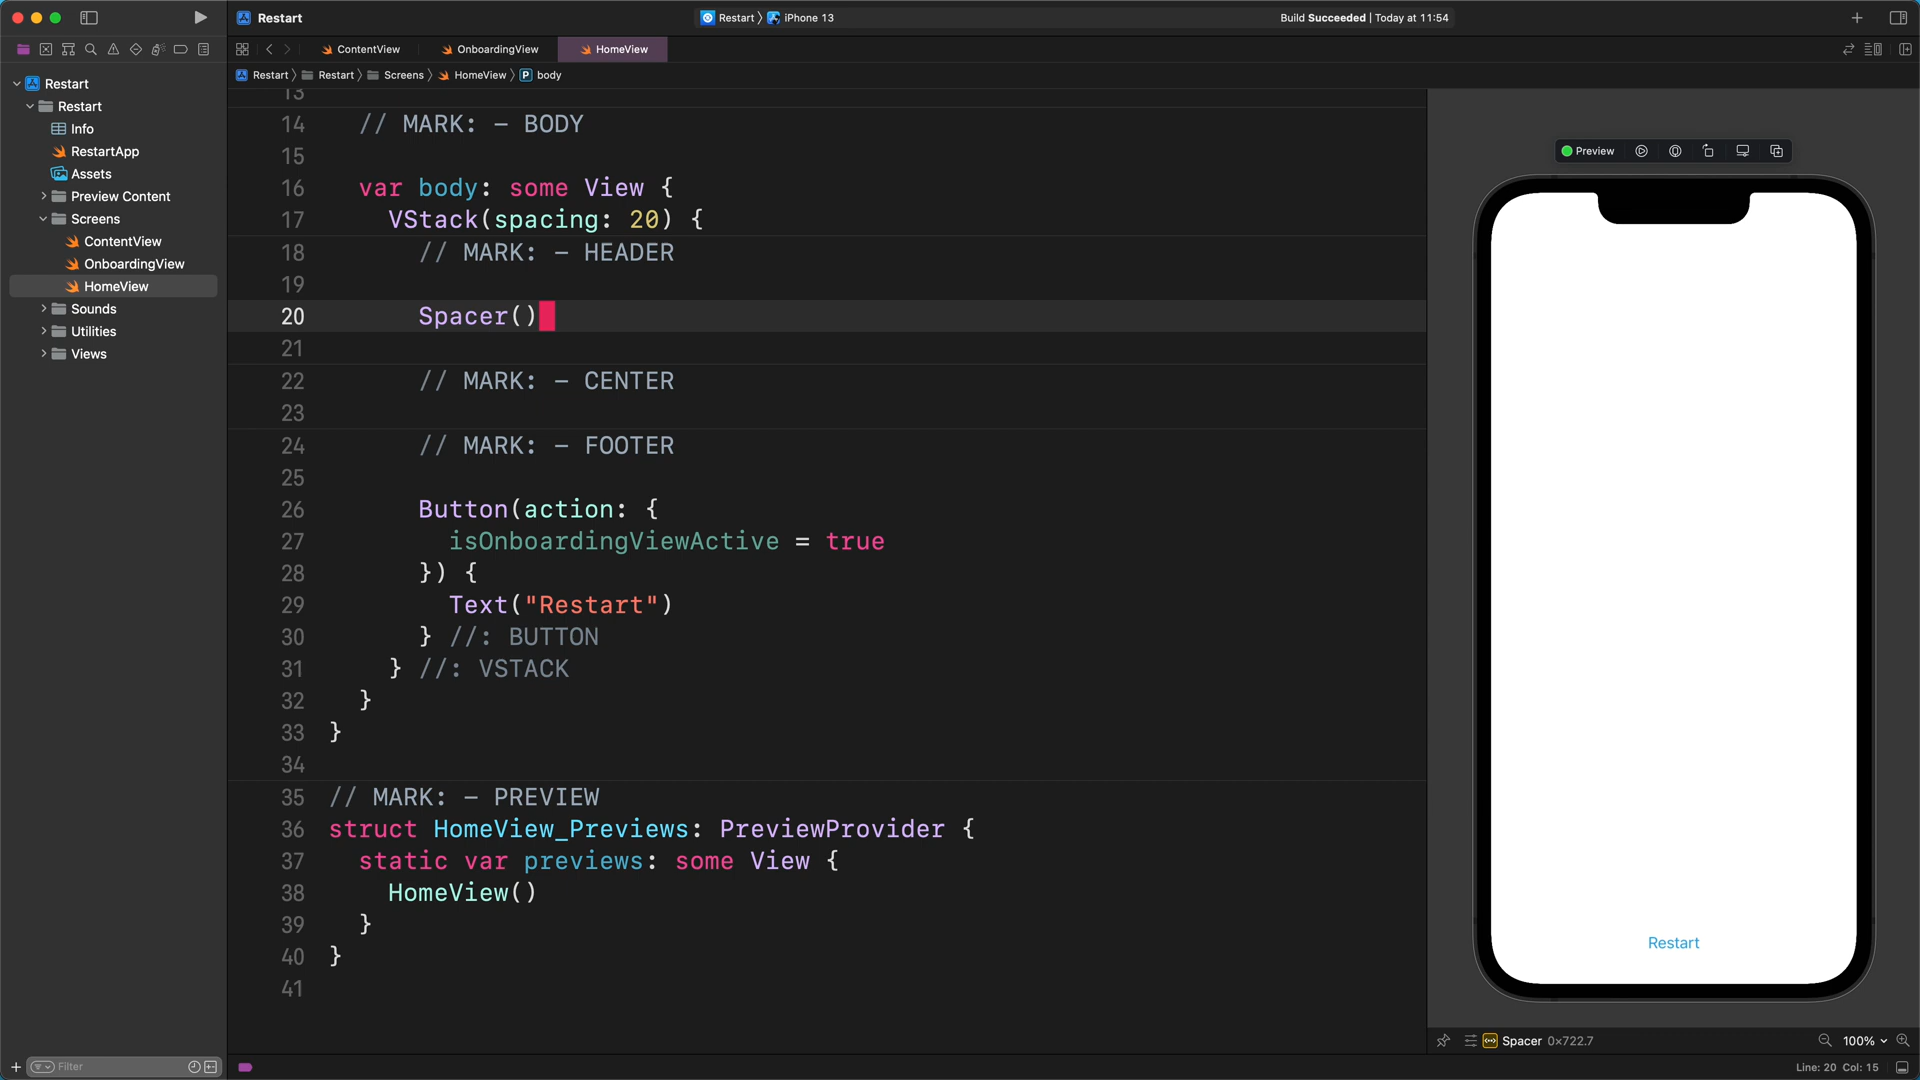 Restart
Restart
iPhone 13
Build Succeeded | Today at 11:54
ContentView
OnboardingView
HomeView
Restart
Restart
Screens
HomeView
P
body
Restart
Restart
Info
RestartApp
Assets
Preview Content
Screens
ContentView
OnboardingView
HomeView
Sounds
Utilities
Views
13
14 // MARK: – BODY
15
16 var body: some View {
17 VStack(spacing: 20) {
18 // MARK: – HEADER
19
20 Spacer()
21
22 // MARK: – CENTER
23
24 // MARK: – FOOTER
25
26 Button(action: {
27 isOnboardingViewActive = true
28 }) {
29 Text("Restart")
30 } //: BUTTON
31 } //: VSTACK
32 }
33 }
34
35 // MARK: – PREVIEW
36 struct HomeView_Previews: PreviewProvider {
37 static var previews: some View {
38 HomeView()
39 }
40 }
41
Preview
Restart
Spacer 0×722.7
100%
Filter
Line: 20 Col: 15